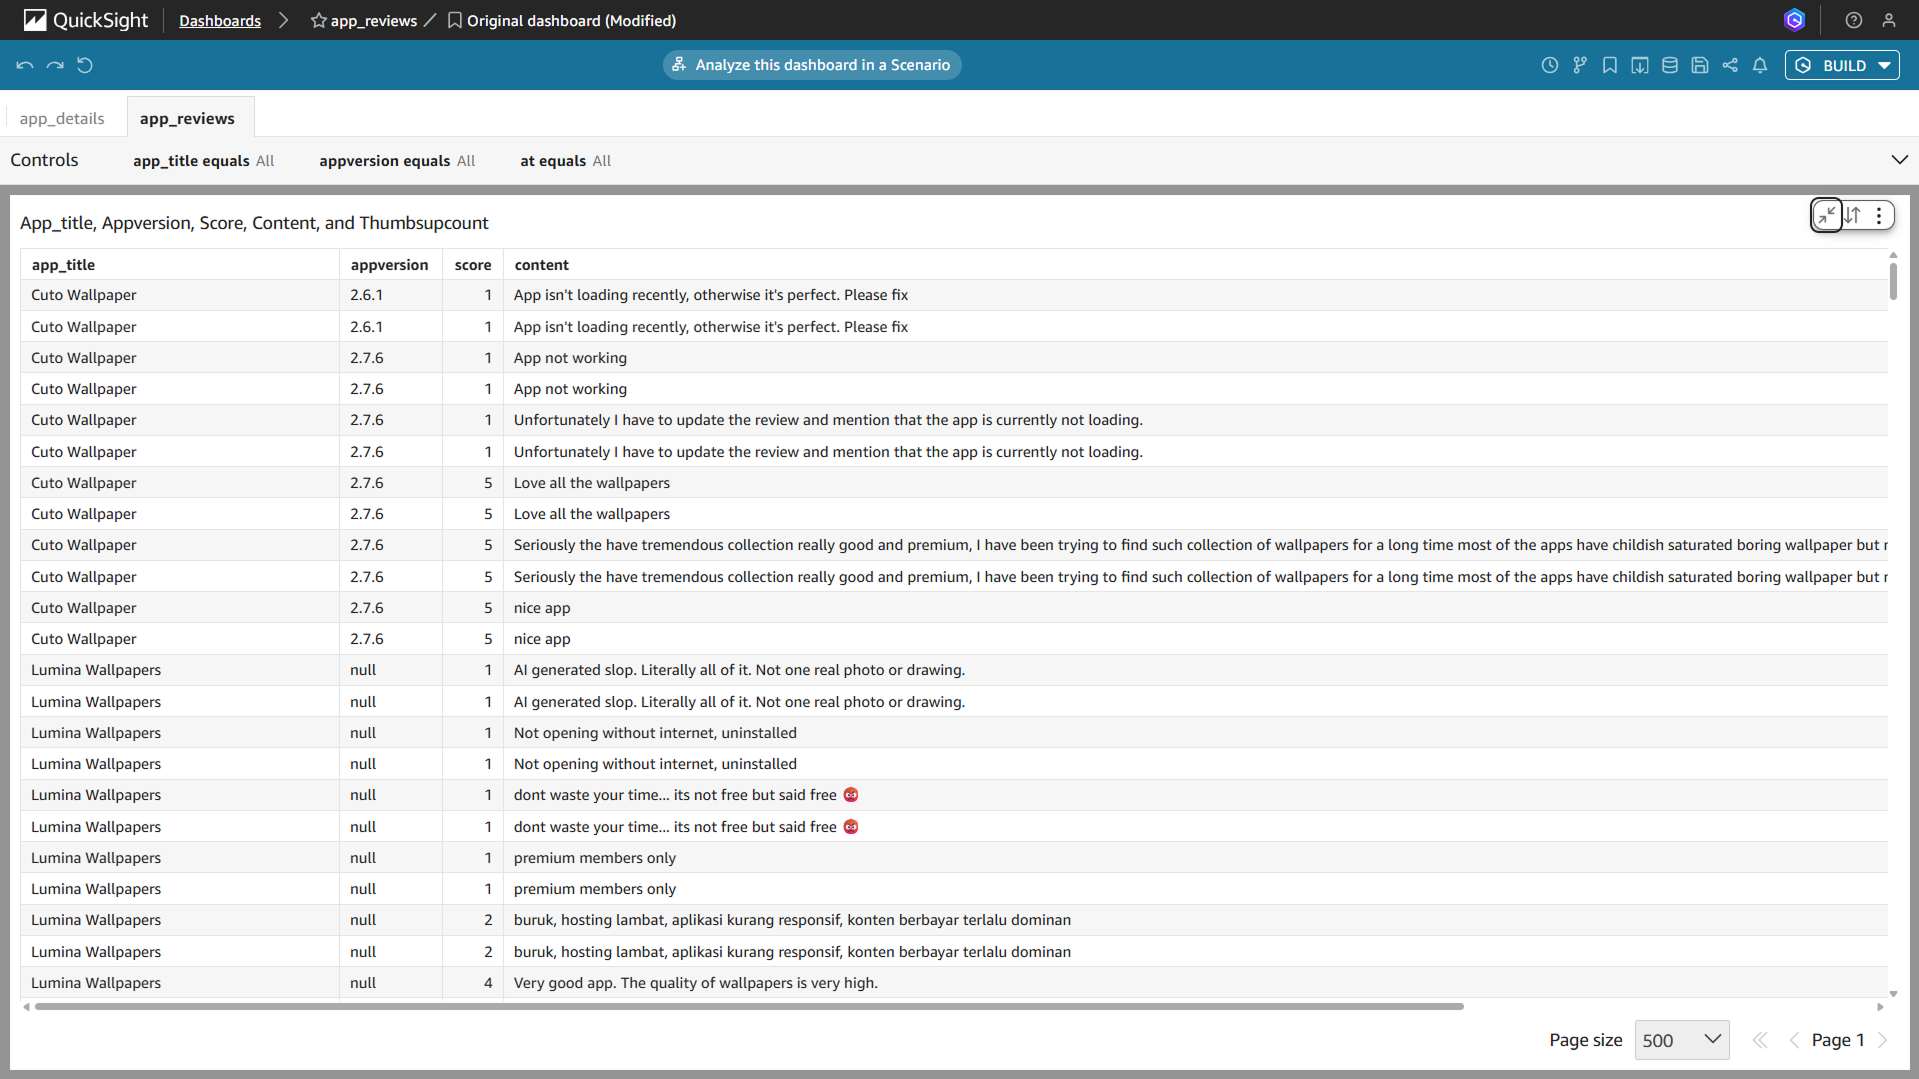 QuickSight Dashboards app_reviews / Original dashboard (Modified)
Analyze this dashboard in a Scenario BUILD
app_details app_reviews
Controls app_title equals All appversion equals All at equals All
App_title, Appversion, Score, Content, and Thumbsupcount
app_title appversion score content
Cuto Wallpaper 2.6.1 1 App isn't loading recently, otherwise it's perfect. Please fix
Cuto Wallpaper 2.6.1 1 App isn't loading recently, otherwise it's perfect. Please fix
Cuto Wallpaper 2.7.6 1 App not working
Cuto Wallpaper 2.7.6 1 App not working
Cuto Wallpaper 2.7.6 1 Unfortunately I have to update the review and mention that the app is currently not loading.
Cuto Wallpaper 2.7.6 1 Unfortunately I have to update the review and mention that the app is currently not loading.
Cuto Wallpaper 2.7.6 5 Love all the wallpapers
Cuto Wallpaper 2.7.6 5 Love all the wallpapers
Cuto Wallpaper 2.7.6 5 Seriously the have tremendous collection really good and premium, I have been trying to find such collection of wallpapers for a long time most of the apps have childish saturated boring wallpaper but
Cuto Wallpaper 2.7.6 5 Seriously the have tremendous collection really good and premium, I have been trying to find such collection of wallpapers for a long time most of the apps have childish saturated boring wallpaper but
Cuto Wallpaper 2.7.6 5 nice app
Cuto Wallpaper 2.7.6 5 nice app
Lumina Wallpapers null 1 AI generated slop. Literally all of it. Not one real photo or drawing.
Lumina Wallpapers null 1 AI generated slop. Literally all of it. Not one real photo or drawing.
Lumina Wallpapers null 1 Not opening without internet, uninstalled
Lumina Wallpapers null 1 Not opening without internet, uninstalled
Lumina Wallpapers null 1 dont waste your time... its not free but said free 😡
Lumina Wallpapers null 1 dont waste your time... its not free but said free 😡
Lumina Wallpapers null 1 premium members only
Lumina Wallpapers null 1 premium members only
Lumina Wallpapers null 2 buruk, hosting lambat, aplikasi kurang responsif, konten berbayar terlalu dominan
Lumina Wallpapers null 2 buruk, hosting lambat, aplikasi kurang responsif, konten berbayar terlalu dominan
Lumina Wallpapers null 4 Very good app. The quality of wallpapers is very high.
Page size 500 Page 1